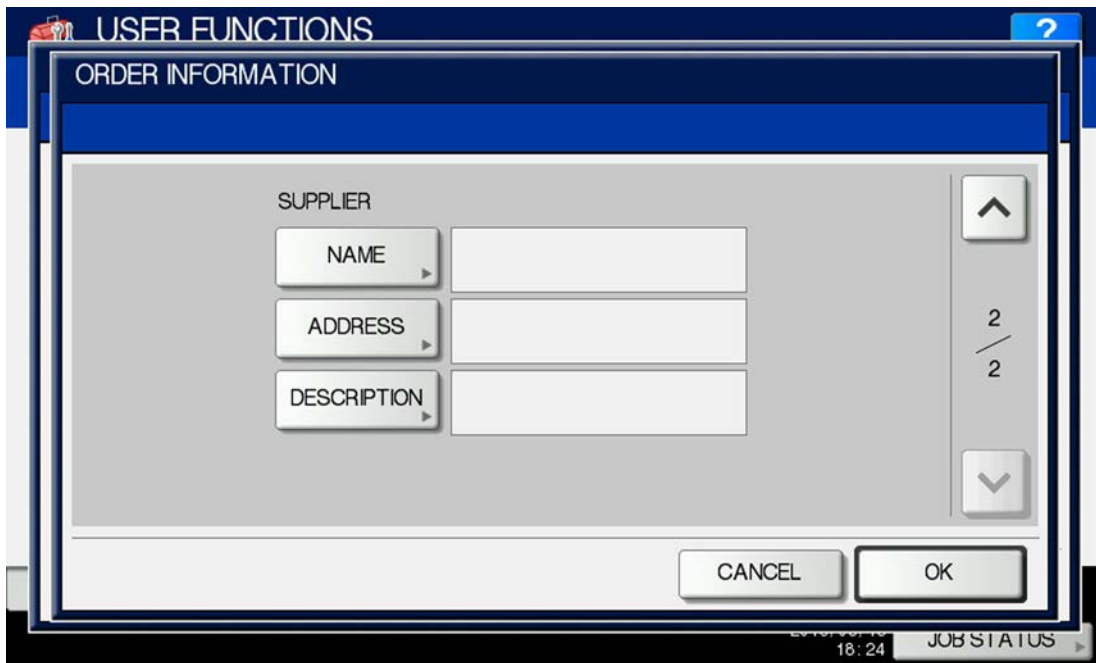 USER FUNCTIONS
?
ORDER INFORMATION
SUPPLIER
NAME
ADDRESS
2
2
DESCRIPTION
CANCEL
OK
18:24
JOB STATUS